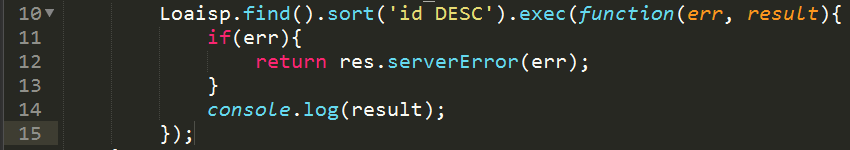 10 Loaisp.find().sort('id DESC').exec(function(err, result){
11 if(err){
12 return res.serverError(err);
13 }
14 console.log(result);
15 });